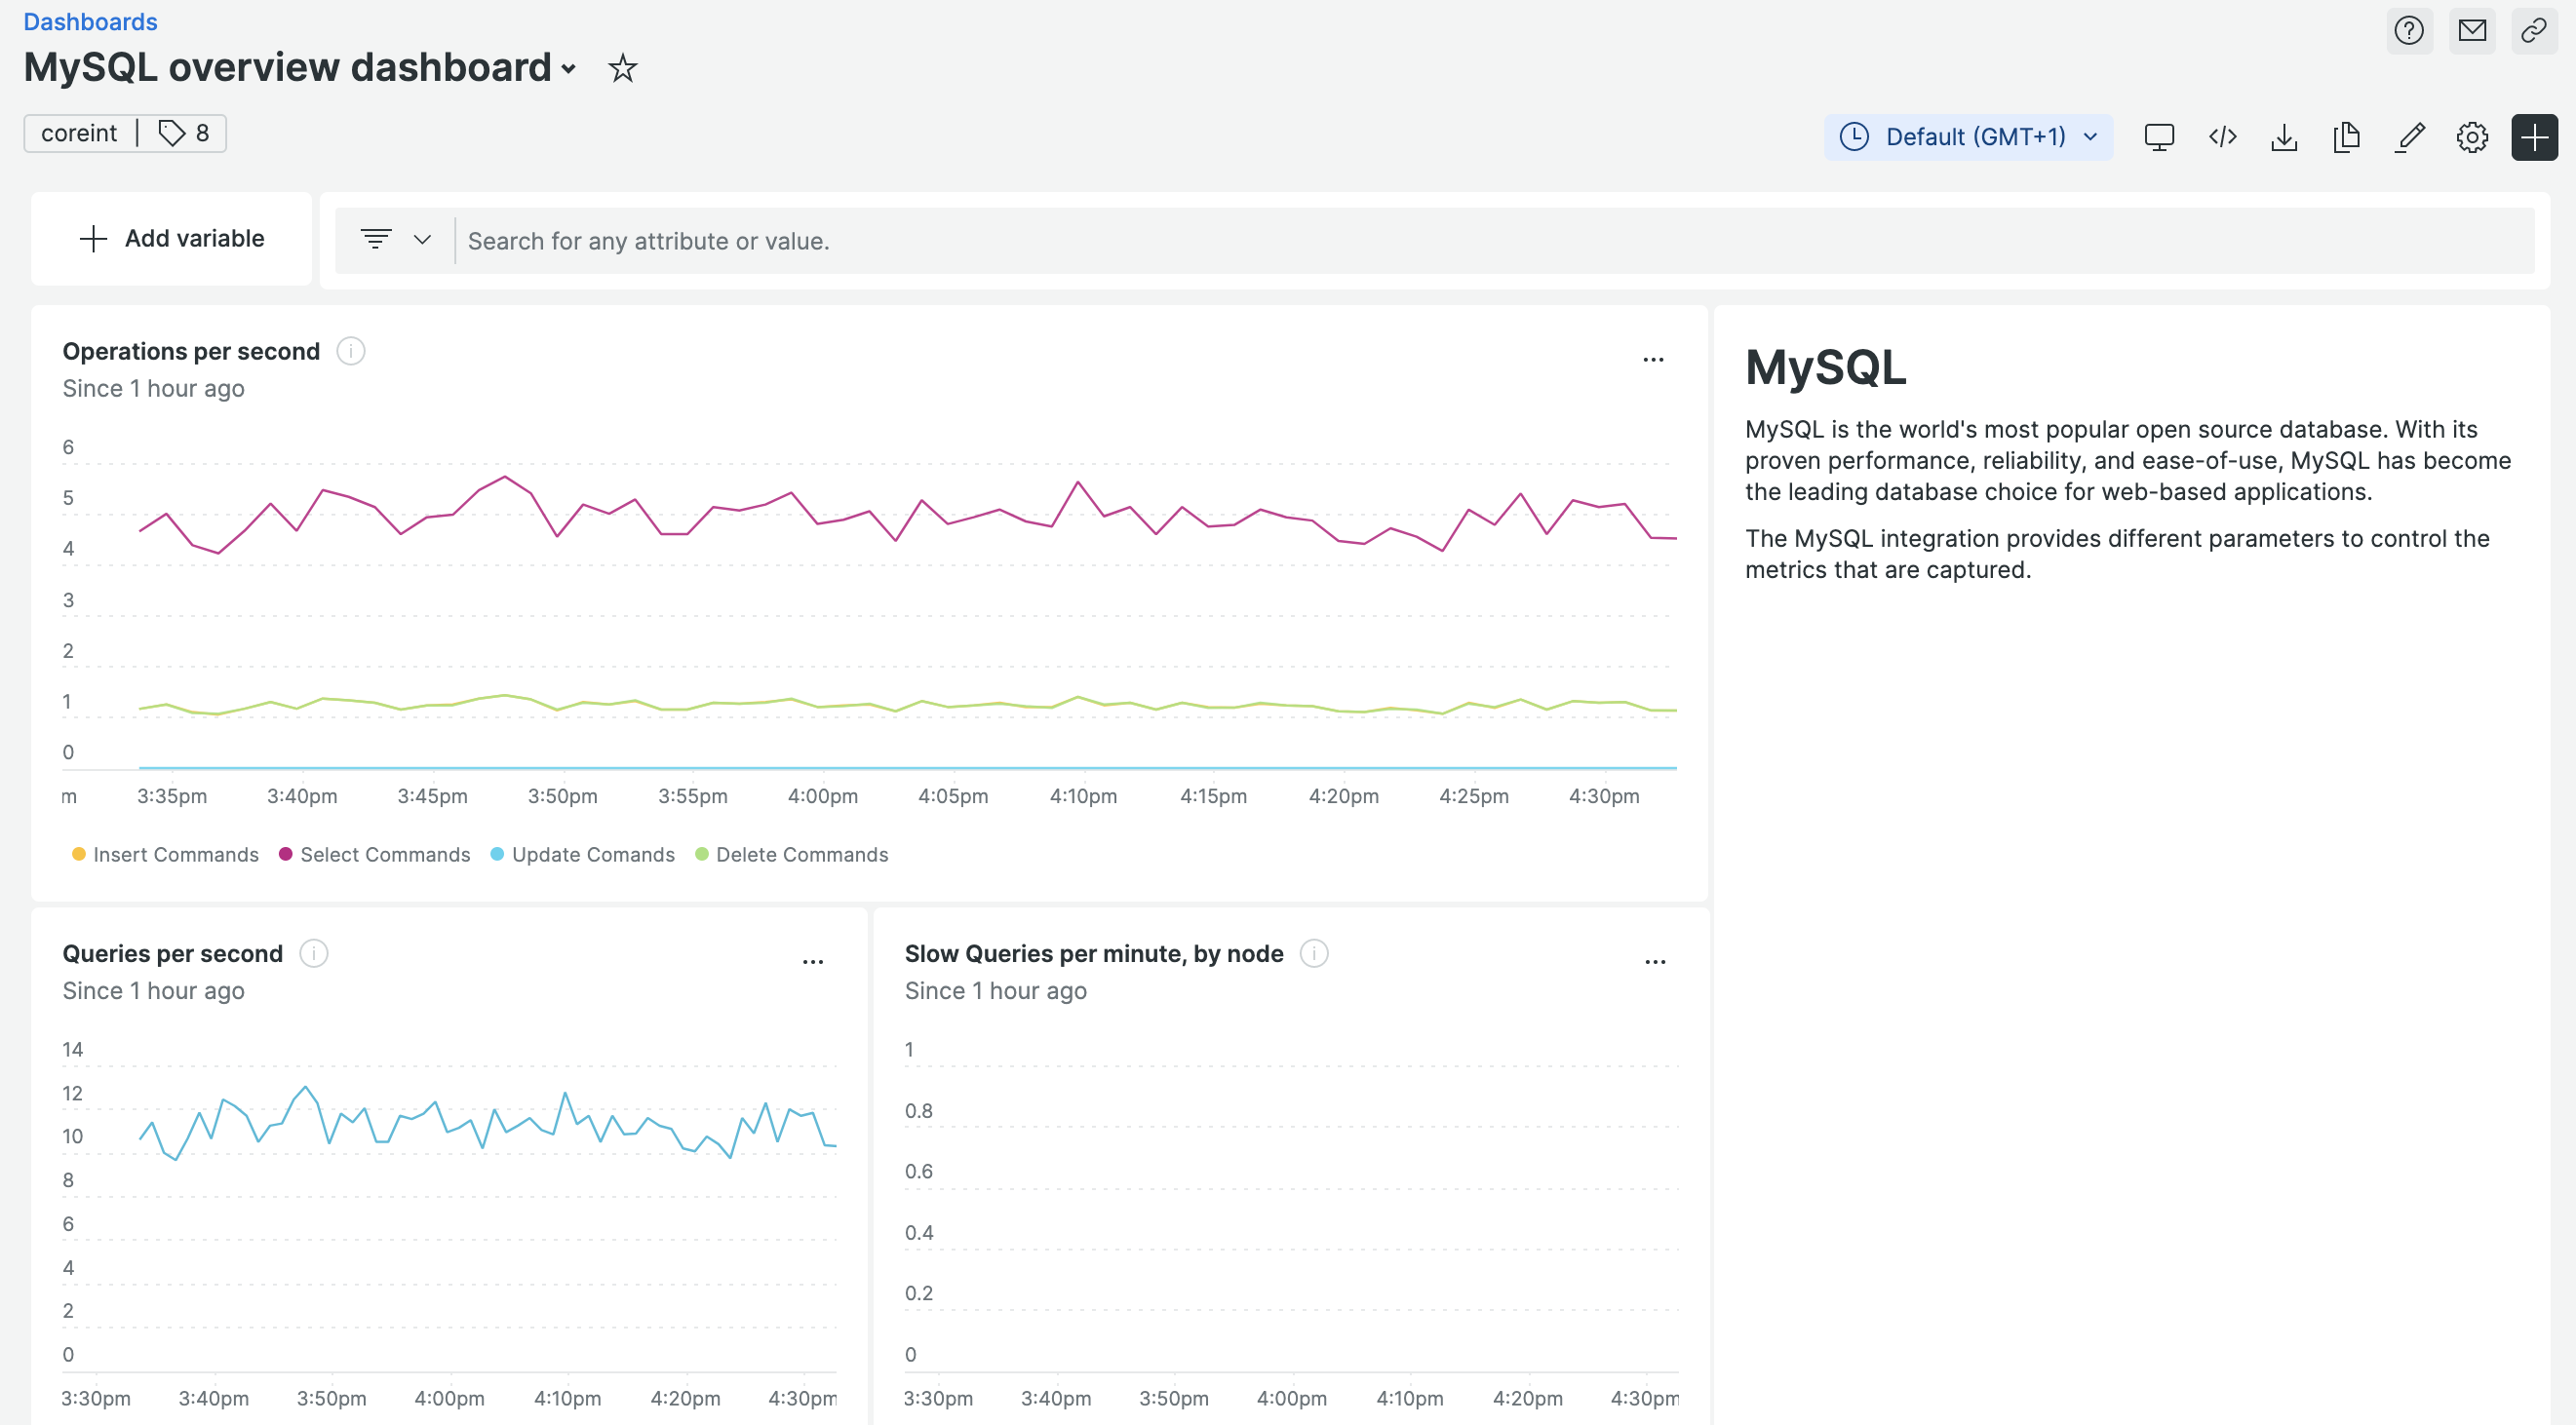 Dashboards
MySQL overview dashboard
coreint | 8
Default (GMT+1)
Add variable
Search for any attribute or value.
Operations per second
Since 1 hour ago
6
5
4
3
2
1
0
m 3:35pm 3:40pm 3:45pm 3:50pm 3:55pm 4:00pm 4:05pm 4:10pm 4:15pm 4:20pm 4:25pm 4:30pm
Insert Commands Select Commands Update Comands Delete Commands
MySQL
MySQL is the world's most popular open source database. With its
proven performance, reliability, and ease-of-use, MySQL has become
the leading database choice for web-based applications.
The MySQL integration provides different parameters to control the
metrics that are captured.
Queries per second
Since 1 hour ago
14
12
10
8
6
4
2
0
3:30pm 3:40pm 3:50pm 4:00pm 4:10pm 4:20pm 4:30pm
Slow Queries per minute, by node
Since 1 hour ago
1
0.8
0.6
0.4
0.2
0
3:30pm 3:40pm 3:50pm 4:00pm 4:10pm 4:20pm 4:30pm